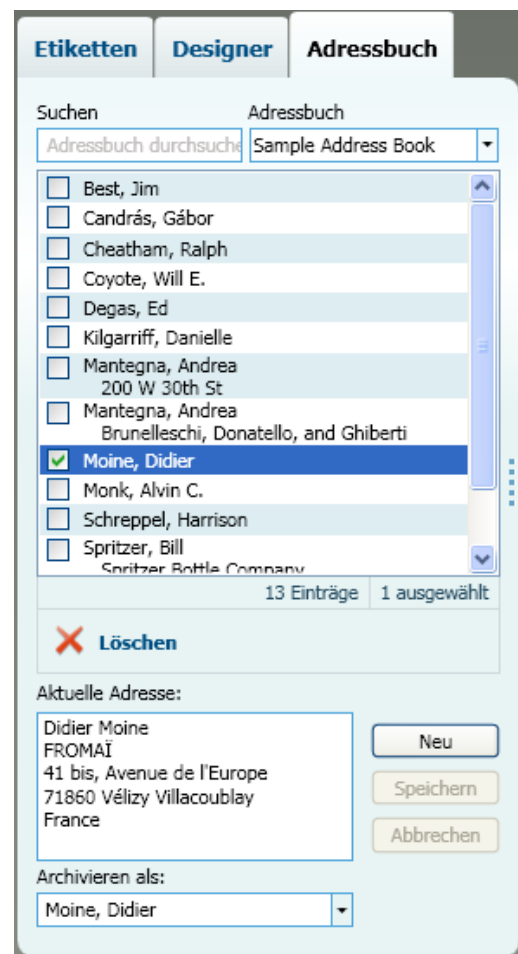 Etiketten Designer Adressbuch
Suchen Adressbuch
Adressbuch durchsuche Sample Address Book
Best, Jim
Candrás, Gábor
Cheatham, Ralph
Coyote, Will E.
Degas, Ed
Kilgarriff, Danielle
Mantegna, Andrea
200 W 30th St
Mantegna, Andrea
Brunelleschi, Donatello, and Ghiberti
Moine, Didier
Monk, Alvin C.
Schreppel, Harrison
Spritzer, Bill
Spritzer Bottle Company
13 Einträge 1 ausgewählt
Löschen
Aktuelle Adresse:
Didier Moine
FROMAÏ
41 bis, Avenue de l'Europe
71860 Vélizy Villacoublay
France
Neu
Speichern
Abbrechen
Archivieren als:
Moine, Didier